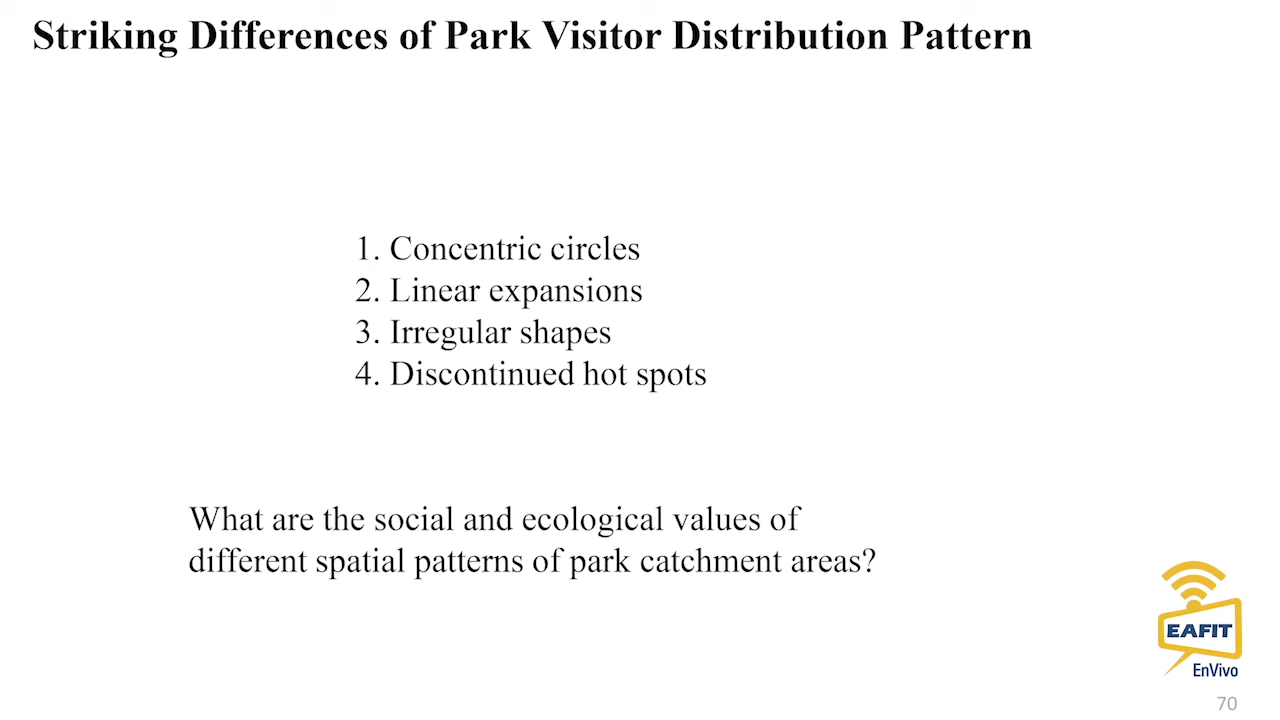 Striking Differences of Park Visitor Distribution Pattern
1. Concentric circles
2. Linear expansions
3. Irregular shapes
4. Discontinued hot spots
What are the social and ecological values of
different spatial patterns of park catchment areas?
EAFIT
EnVivo
70